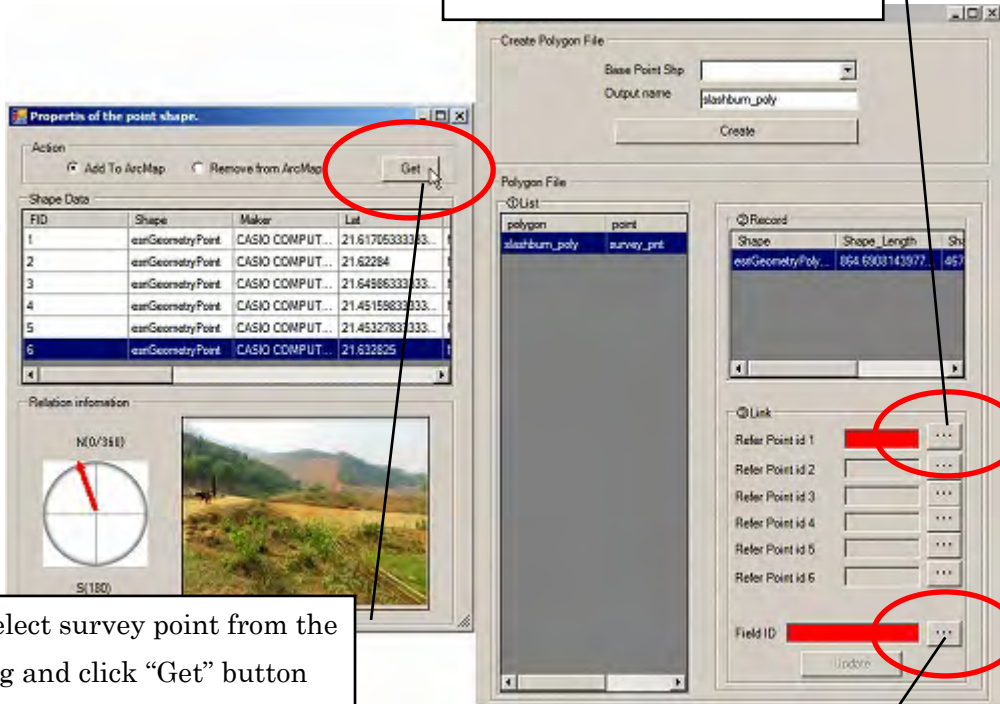 Create Polygon File
Base Point Shp
Output name slashburn_poly
Create
Propertis of the point shape.
Action
Add To ArcMap Remove from ArcMap Get
Shape Data
FID Shape Maker Lat
1 esriGeometryPoint CASIO COMPUT... 21.61705333333...
2 esriGeometryPoint CASIO COMPUT... 21.62284
3 esriGeometryPoint CASIO COMPUT... 21.64986333333...
4 esriGeometryPoint CASIO COMPUT... 21.45159833333...
5 esriGeometryPoint CASIO COMPUT... 21.45327833333...
6 esriGeometryPoint CASIO COMPUT... 21.632825
Relation infomation
N(0/360)
S(180)
elect survey point from the
g and click “Get” button
Polygon File
①List
polygon point
slashburn_poly survey_pnt
②Record
Shape Shape_Length Sha
esriGeometryPoly... 864.6908143977... 467
③Link
Refer Point id 1 ...
Refer Point id 2 ...
Refer Point id 3 ...
Refer Point id 4 ...
Refer Point id 5 ...
Refer Point id 6 ...
Field ID ...
Update